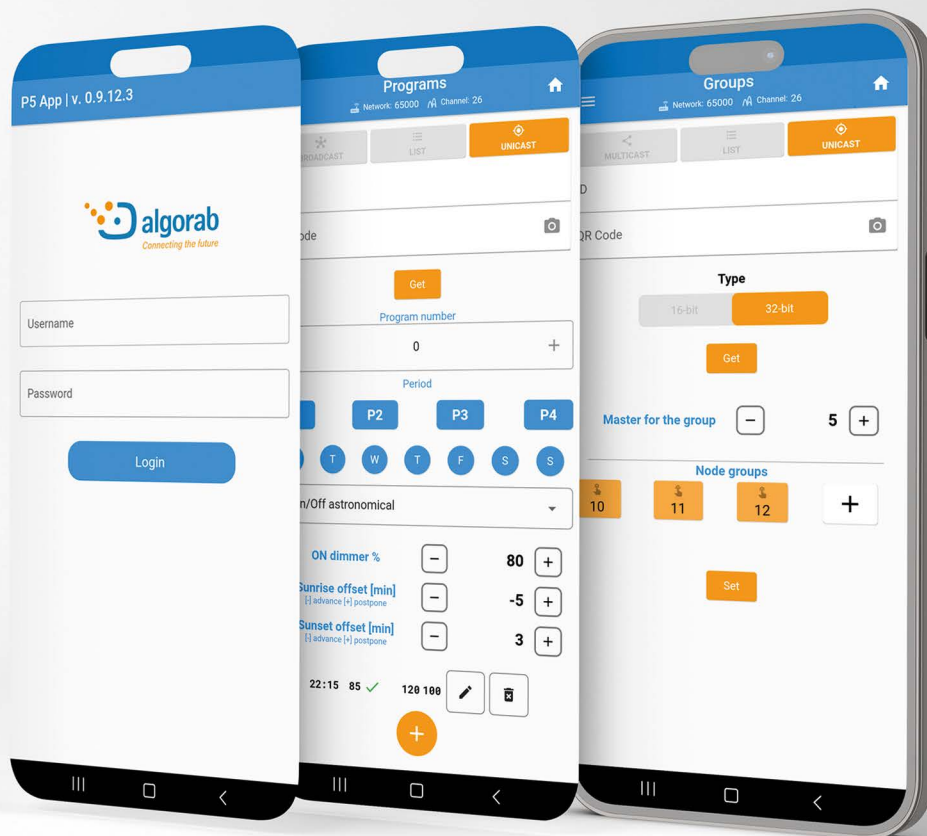 P5 App | v. 0.9.12.3
algorab
Connecting the future
Username
Password
Login
Programs
Network: 65000 Channel: 26
BROADCAST
LIST
UNICAST
ode
Get
Program number
0
+
Period
P2
P3
P4
T
W
T
F
S
S
n/Off astronomical
ON dimmer %
−
80
+
Sunrise offset [min]
[-] advance [+] postpone
−
-5
+
Sunset offset [min]
[-] advance [+] postpone
−
3
+
22:15 85 120 100
+
Groups
Network: 65000 Channel: 26
MULTICAST
LIST
UNICAST
D
QR Code
Type
16-bit
32-bit
Get
Master for the group
−
5
+
Node groups
10
11
12
+
Set